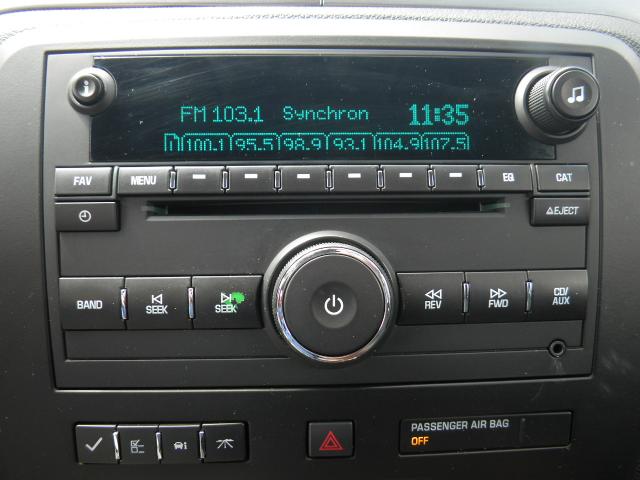 FM 103.1 Synchron 11:35
1 100.1 95.5 98.9 93.1 104.9 107.5
FAV MENU EQ CAT
EJECT
BAND SEEK SEEK REV FWD CD/AUX
PASSENGER AIR BAG
OFF